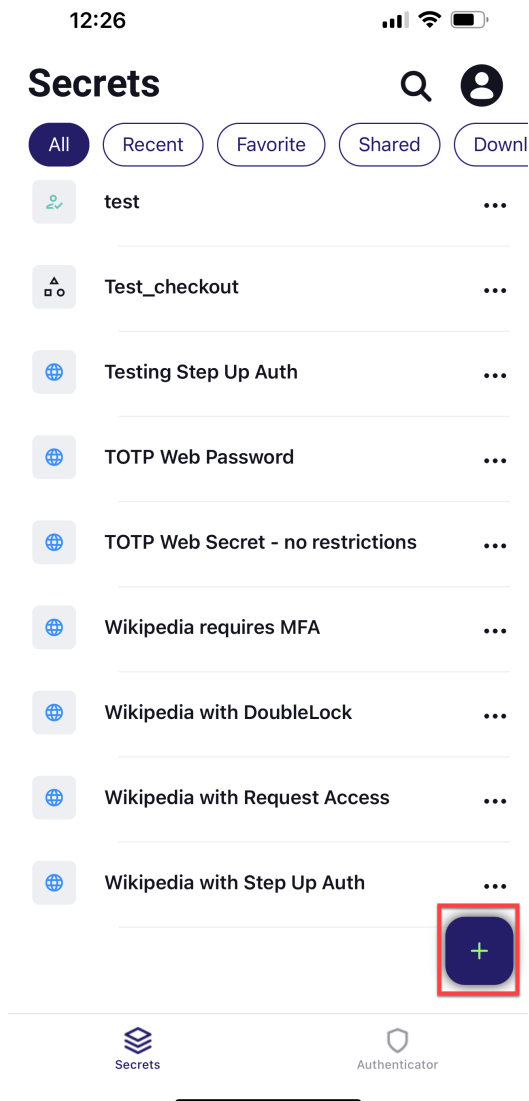 12:26
Secrets
All
Recent
Favorite
Shared
Downl
test
Test_checkout
Testing Step Up Auth
TOTP Web Password
TOTP Web Secret - no restrictions
Wikipedia requires MFA
Wikipedia with DoubleLock
Wikipedia with Request Access
Wikipedia with Step Up Auth
Secrets
Authenticator